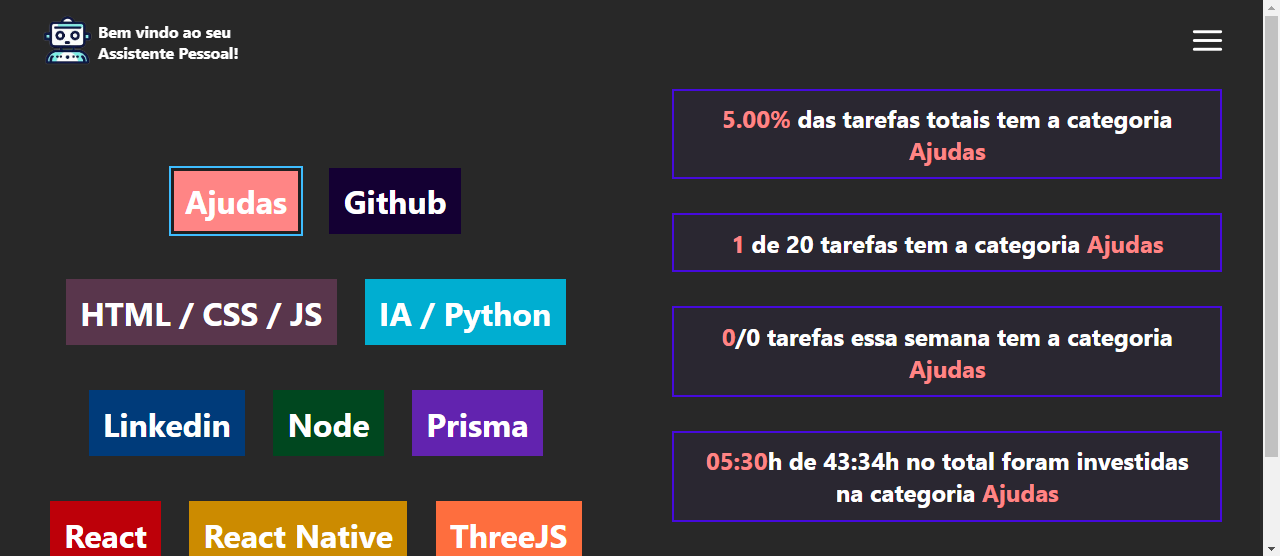 Bem vindo ao seu
Assistente Pessoal!
Ajudas
Github
HTML / CSS / JS
IA / Python
Linkedin
Node
Prisma
React
React Native
ThreeJS
5.00% das tarefas totais tem a categoria
Ajudas
1 de 20 tarefas tem a categoria Ajudas
0/0 tarefas essa semana tem a categoria
Ajudas
05:30h de 43:34h no total foram investidas
na categoria Ajudas